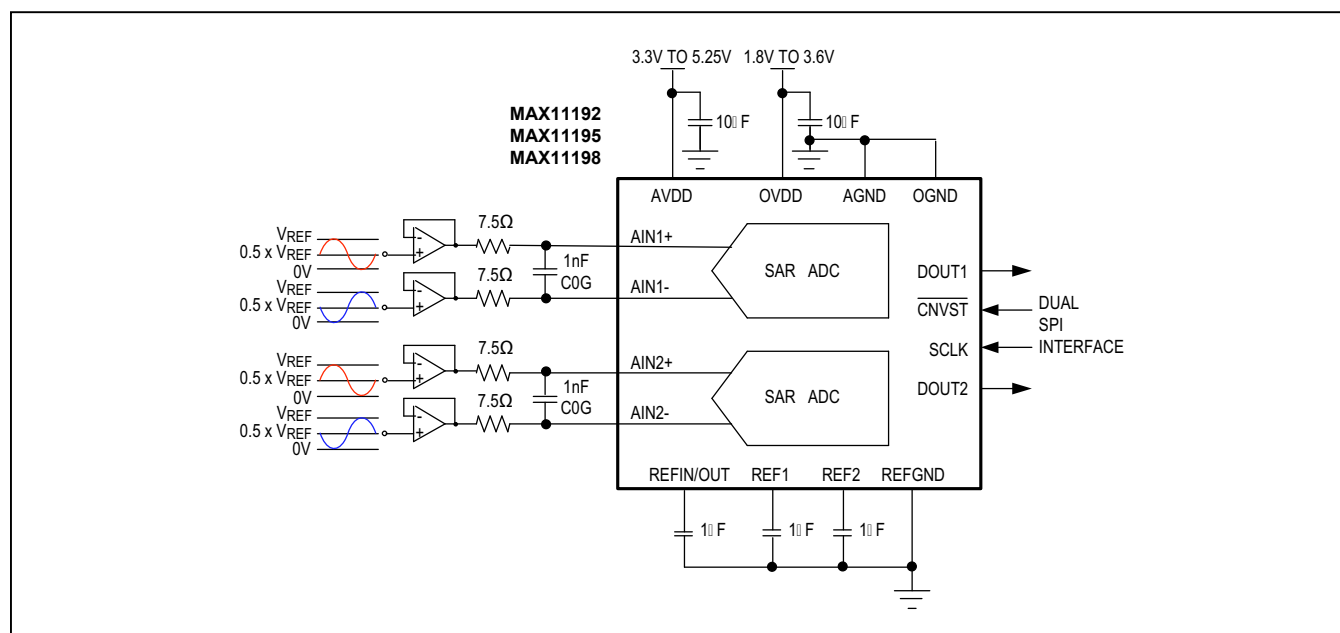 3.3V TO 5.25V 1.8V TO 3.6V
MAX11192
MAX11195
MAX11198
10 F
10 F
AVDD OVDD AGND OGND
VREF
0.5 x VREF
0V
7.5Ω
AIN1+
1nF
C0G
SAR ADC
VREF
0.5 x VREF
0V
7.5Ω
AIN1-
DOUT1
CNVST
DUAL
SPI
INTERFACE
SCLK
DOUT2
VREF
0.5 x VREF
0V
7.5Ω
AIN2+
1nF
C0G
SAR ADC
VREF
0.5 x VREF
0V
7.5Ω
AIN2-
REFIN/OUT REF1 REF2 REFGND
1 F
1 F
1 F